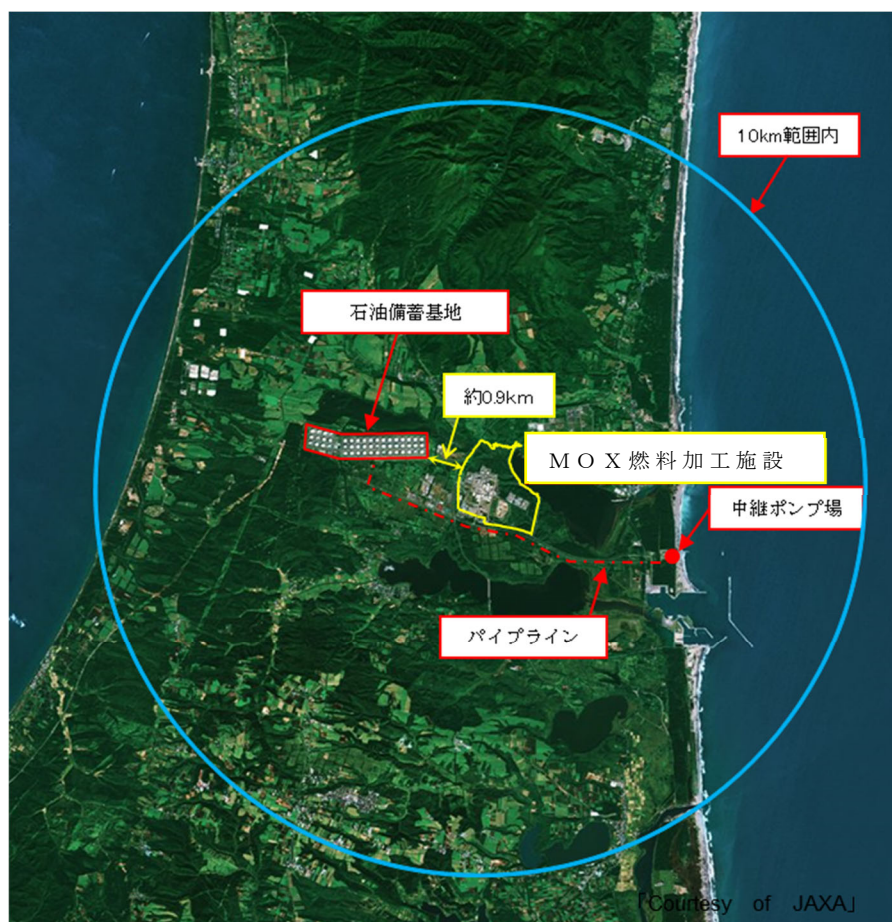 10km範囲内
石油備蓄基地
約0.9km
ＭＯＸ燃料加工施設
中継ポンプ場
パイプライン
「Courtesy of JAXA」